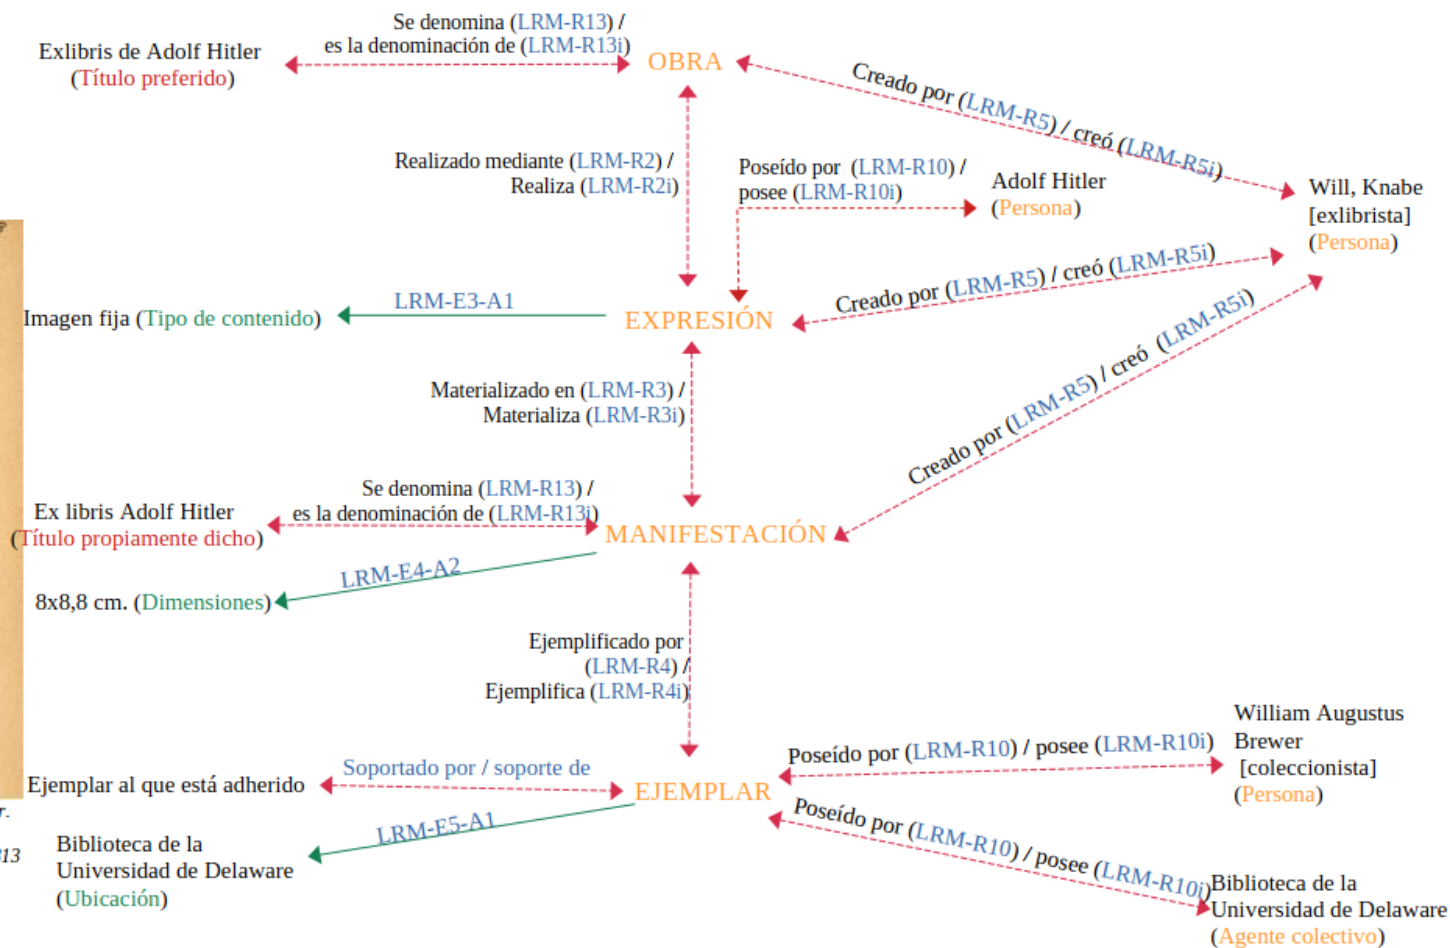 Se denomina (LRM-R13) /
es la denominación de (LRM-R13i)
Exlibris de Adolf Hitler
(Título preferido)
OBRA
Creado por (LRM-R5) / creó (LRM-R5i)
Realizado mediante (LRM-R2) /
Realiza (LRM-R2i)
Poseído por (LRM-R10) /
posee (LRM-R10i)
Adolf Hitler
(Persona)
Will, Knabe
[exlibrista]
(Persona)
Creado por (LRM-R5) / creó (LRM-R5i)
LRM-E3-A1
Imagen fija (Tipo de contenido)
EXPRESIÓN
Creado por (LRM-R5) / creó (LRM-R5i)
Materializado en (LRM-R3) /
Materializa (LRM-R3i)
Se denomina (LRM-R13) /
es la denominación de (LRM-R13i)
Ex libris Adolf Hitler
(Título propiamente dicho)
MANIFESTACIÓN
LRM-E4-A2
8x8,8 cm. (Dimensiones)
Ejemplificado por
(LRM-R4) /
Ejemplifica (LRM-R4i)
William Augustus
Brewer
[coleccionista]
(Persona)
Poseído por (LRM-R10) / posee (LRM-R10i)
Soportado por / soporte de
Ejemplar al que está adherido
EJEMPLAR
Poseído por (LRM-R10) / posee (LRM-R10i)
LRM-E5-A1
r.
813
Biblioteca de la
Universidad de Delaware
(Ubicación)
Biblioteca de la
Universidad de Delaware
(Agente colectivo)